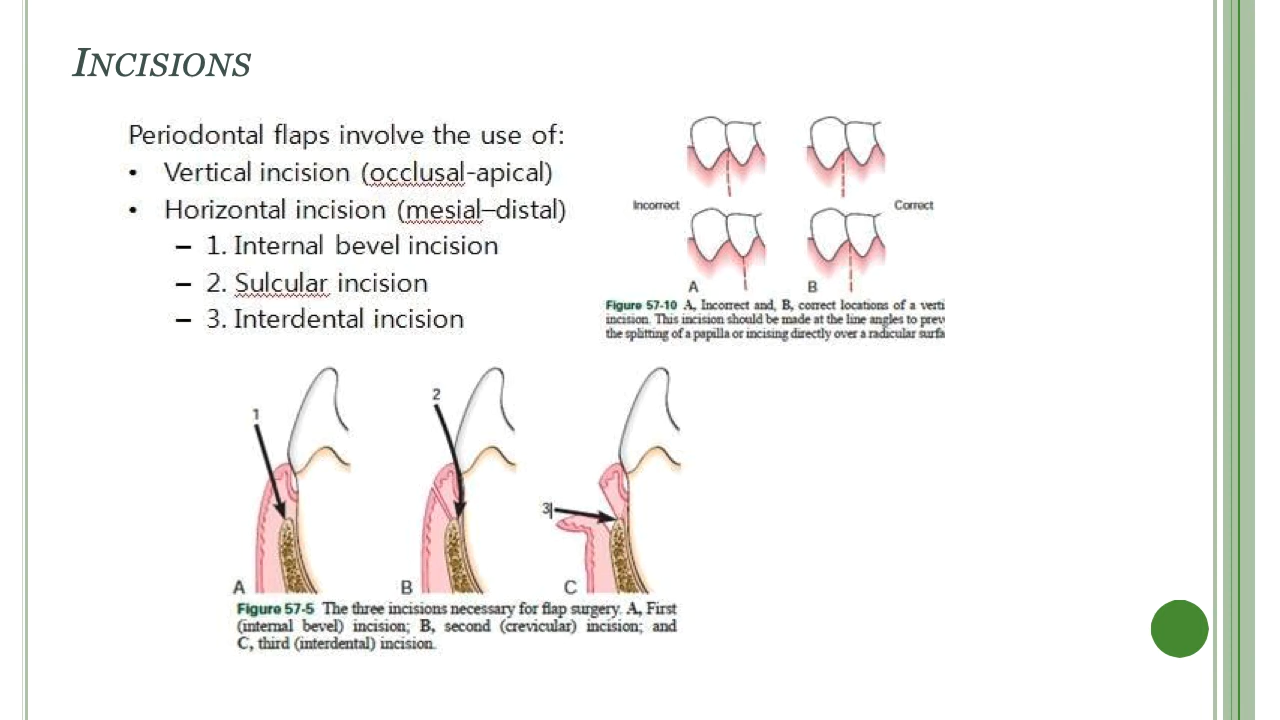 INCISIONS
Periodontal flaps involve the use of:
• Vertical incision (occlusal-apical)
• Horizontal incision (mesial–distal)
– 1. Internal bevel incision
– 2. Sulcular incision
– 3. Interdental incision
Incorrect
Correct
A
B
Figure 57-10 A, Incorrect and, B, correct locations of a verti
incision. This incision should be made at the line angles to prev
the splitting of a papilla or incising directly over a radicular surfa
1
2
3
A
B
C
Figure 57-5 The three incisions necessary for flap surgery. A, First
(internal bevel) incision; B, second (crevicular) incision; and
C, third (interdental) incision.